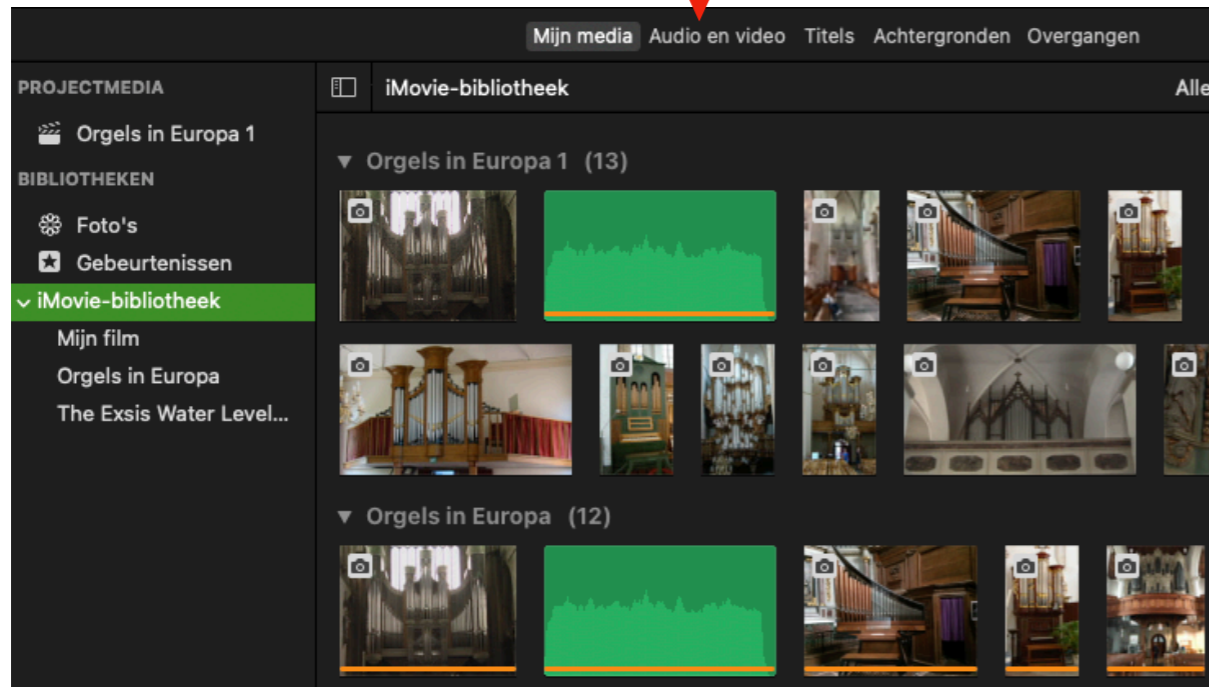 Mijn media Audio en video Titels Achtergronden Overgangen
PROJECTMEDIA
Orgels in Europa 1
BIBLIOTHEKEN
Foto's
Gebeurtenissen
iMovie-bibliotheek
Mijn film
Orgels in Europa
The Exsis Water Level...
iMovie-bibliotheek
Alle
Orgels in Europa 1 (13)
Orgels in Europa (12)